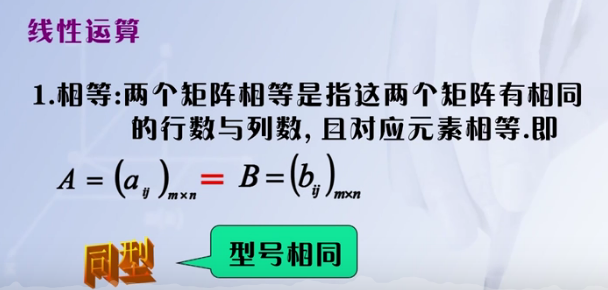 线性运算
1.相等:两个矩阵相等是指这两个矩阵有相同
的行数与列数,且对应元素相等.即
A = (a_{ij})_{m×n} = B = (b_{ij})_{m×n}
同型 型号相同